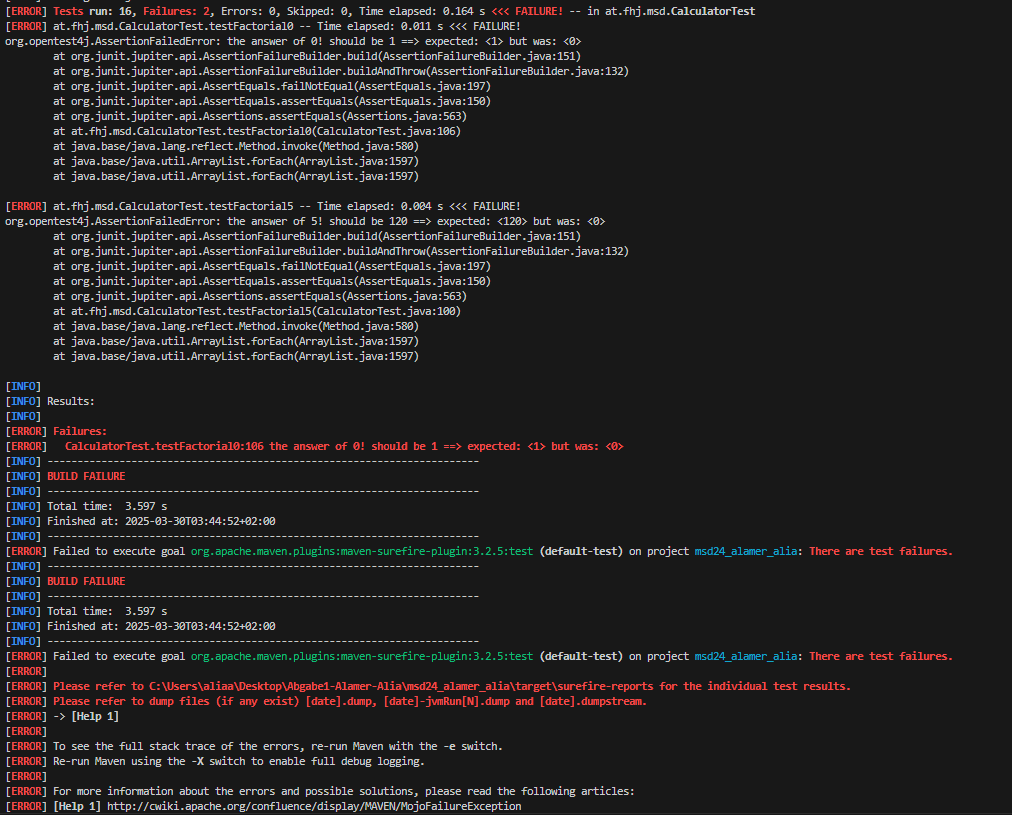 [ERROR] Tests run: 16, Failures: 2, Errors: 0, Skipped: 0, Time elapsed: 0.164 s <<< FAILURE! -- in at.fhj.msd.CalculatorTest
[ERROR] at.fhj.msd.CalculatorTest.testFactorial0 -- Time elapsed: 0.011 s <<< FAILURE!
org.opentest4j.AssertionFailedError: the answer of 0! should be 1 ==> expected: <1> but was: <0>
        at org.junit.jupiter.api.AssertionFailureBuilder.build(AssertionFailureBuilder.java:151)
        at org.junit.jupiter.api.AssertionFailureBuilder.buildAndThrow(AssertionFailureBuilder.java:132)
        at org.junit.jupiter.api.AssertEquals.failNotEqual(AssertEquals.java:197)
        at org.junit.jupiter.api.AssertEquals.assertEquals(AssertEquals.java:150)
        at org.junit.jupiter.api.Assertions.assertEquals(Assertions.java:563)
        at at.fhj.msd.CalculatorTest.testFactorial0(CalculatorTest.java:106)
        at java.base/java.lang.reflect.Method.invoke(Method.java:580)
        at java.base/java.util.ArrayList.forEach(ArrayList.java:1597)
        at java.base/java.util.ArrayList.forEach(ArrayList.java:1597)

[ERROR] at.fhj.msd.CalculatorTest.testFactorial5 -- Time elapsed: 0.004 s <<< FAILURE!
org.opentest4j.AssertionFailedError: the answer of 5! should be 120 ==> expected: <120> but was: <0>
        at org.junit.jupiter.api.AssertionFailureBuilder.build(AssertionFailureBuilder.java:151)
        at org.junit.jupiter.api.AssertionFailureBuilder.buildAndThrow(AssertionFailureBuilder.java:132)
        at org.junit.jupiter.api.AssertEquals.failNotEqual(AssertEquals.java:197)
        at org.junit.jupiter.api.AssertEquals.assertEquals(AssertEquals.java:150)
        at org.junit.jupiter.api.Assertions.assertEquals(Assertions.java:563)
        at at.fhj.msd.CalculatorTest.testFactorial5(CalculatorTest.java:100)
        at java.base/java.lang.reflect.Method.invoke(Method.java:580)
        at java.base/java.util.ArrayList.forEach(ArrayList.java:1597)
        at java.base/java.util.ArrayList.forEach(ArrayList.java:1597)

[INFO]
[INFO] Results:
[INFO]
[ERROR] Failures:
[ERROR]   CalculatorTest.testFactorial0:106 the answer of 0! should be 1 ==> expected: <1> but was: <0>
[INFO] ------------------------------------------------------------------------
[INFO] BUILD FAILURE
[INFO] ------------------------------------------------------------------------
[INFO] Total time:  3.597 s
[INFO] Finished at: 2025-03-30T03:44:52+02:00
[INFO] ------------------------------------------------------------------------
[ERROR] Failed to execute goal org.apache.maven.plugins:maven-surefire-plugin:3.2.5:test (default-test) on project msd24_alamer_alia: There are test failures.
[INFO] ------------------------------------------------------------------------
[INFO] BUILD FAILURE
[INFO] ------------------------------------------------------------------------
[INFO] Total time:  3.597 s
[INFO] Finished at: 2025-03-30T03:44:52+02:00
[INFO] ------------------------------------------------------------------------
[ERROR] Failed to execute goal org.apache.maven.plugins:maven-surefire-plugin:3.2.5:test (default-test) on project msd24_alamer_alia: There are test failures.
[ERROR]
[ERROR] Please refer to C:\Users\aliaa\Desktop\Abgabe1-Alamer-Alia\msd24_alamer_alia\target\surefire-reports for the individual test results.
[ERROR] Please refer to dump files (if any exist) [date].dump, [date]-jvmRun[N].dump and [date].dumpstream.
[ERROR] -> [Help 1]
[ERROR]
[ERROR] To see the full stack trace of the errors, re-run Maven with the -e switch.
[ERROR] Re-run Maven using the -X switch to enable full debug logging.
[ERROR]
[ERROR] For more information about the errors and possible solutions, please read the following articles:
[ERROR] [Help 1] http://cwiki.apache.org/confluence/display/MAVEN/MojoFailureException